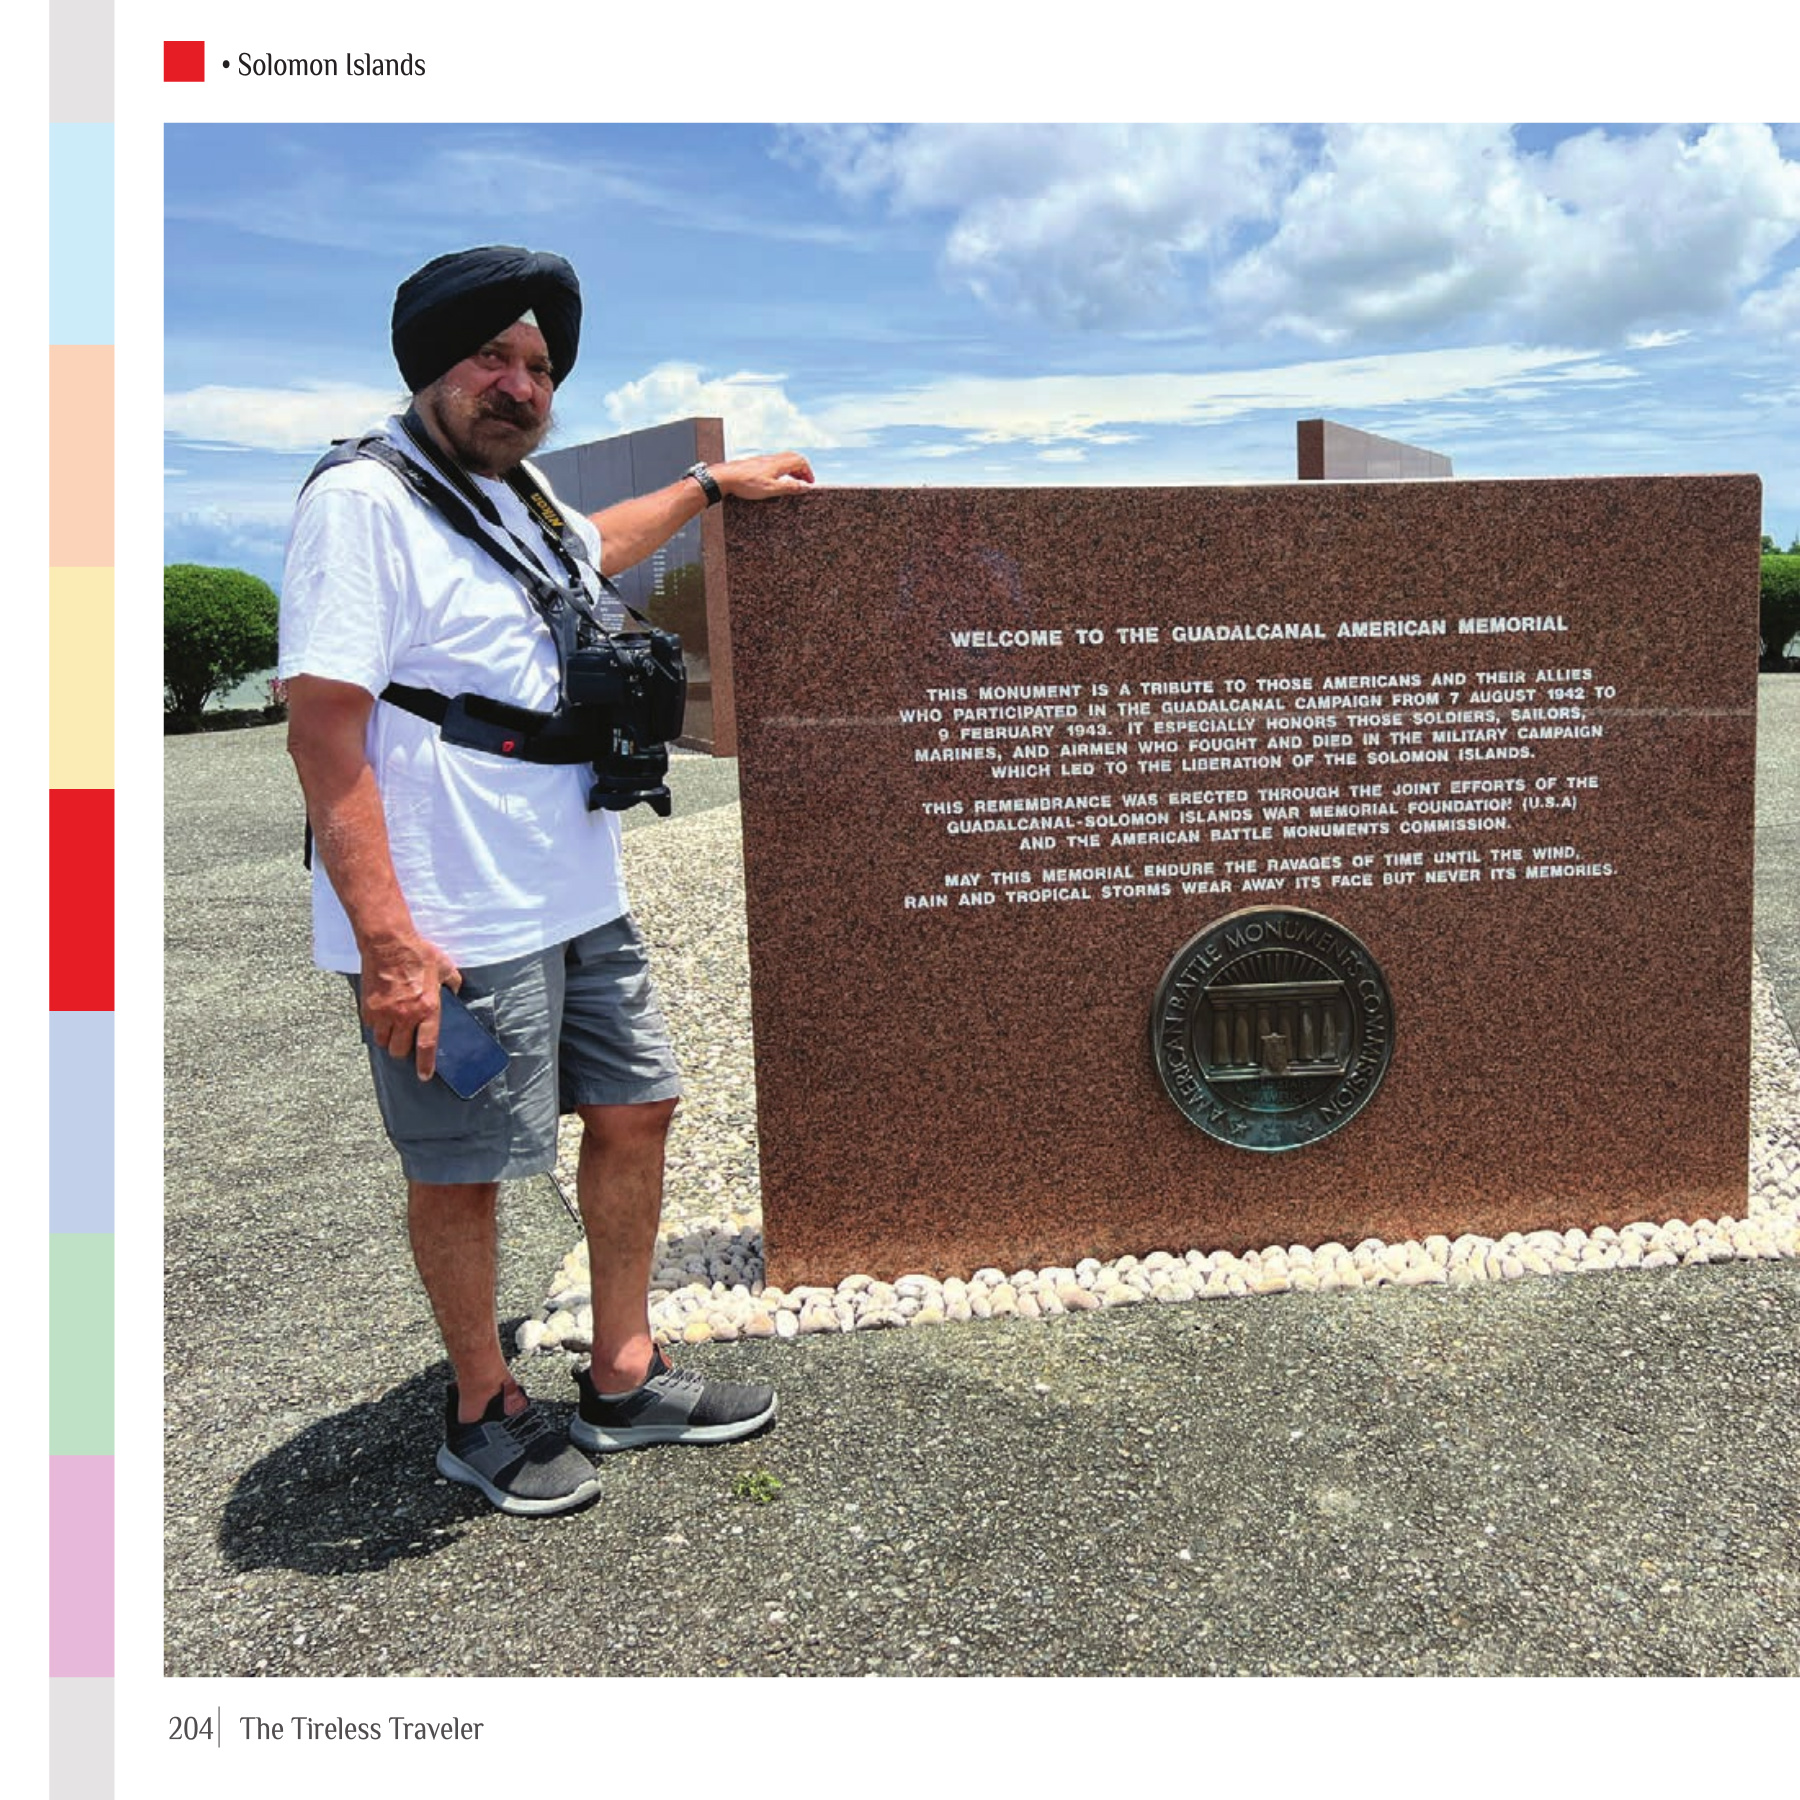 • Solomon Islands
Nikon
WELCOME TO THE GUADALCANAL AMERICAN MEMORIAL
THIS MONUMENT IS A TRIBUTE TO THOSE AMERICANS AND THEIR ALLIES
WHO PARTICIPATED IN THE GUADALCANAL CAMPAIGN FROM 7 AUGUST 1942 TO
9 FEBRUARY 1943. IT ESPECIALLY HONORS THOSE SOLDIERS, SAILORS,
MARINES, AND AIRMEN WHO FOUGHT AND DIED IN THE MILITARY CAMPAIGN
WHICH LED TO THE LIBERATION OF THE SOLOMON ISLANDS.
THIS REMEMBRANCE WAS ERECTED THROUGH THE JOINT EFFORTS OF THE
GUADALCANAL-SOLOMON ISLANDS WAR MEMORIAL FOUNDATION (U.S.A)
AND THE AMERICAN BATTLE MONUMENTS COMMISSION.
MAY THIS MEMORIAL ENDURE THE RAVAGES OF TIME UNTIL THE WIND,
RAIN AND TROPICAL STORMS WEAR AWAY ITS FACE BUT NEVER ITS MEMORIES.
AMERICAN BATTLE MONUMENTS COMMISSION
204 | The Tireless Traveler